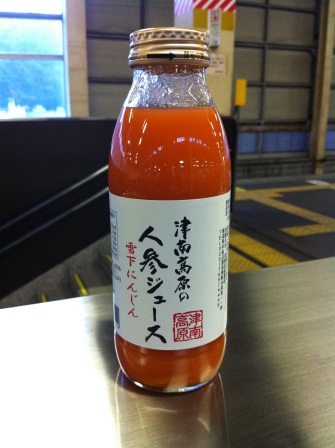 津南高原の
人参ジュース
雪下にんじん
津南
高原